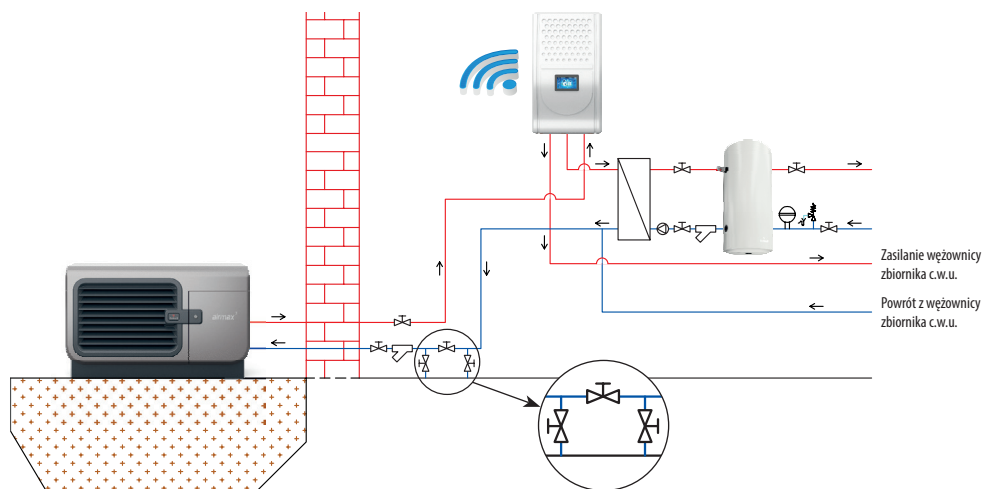 airmax
Zasilanie wężownicy
zbiornika c.w.u.
Powrót z wężownicy
zbiornika c.w.u.